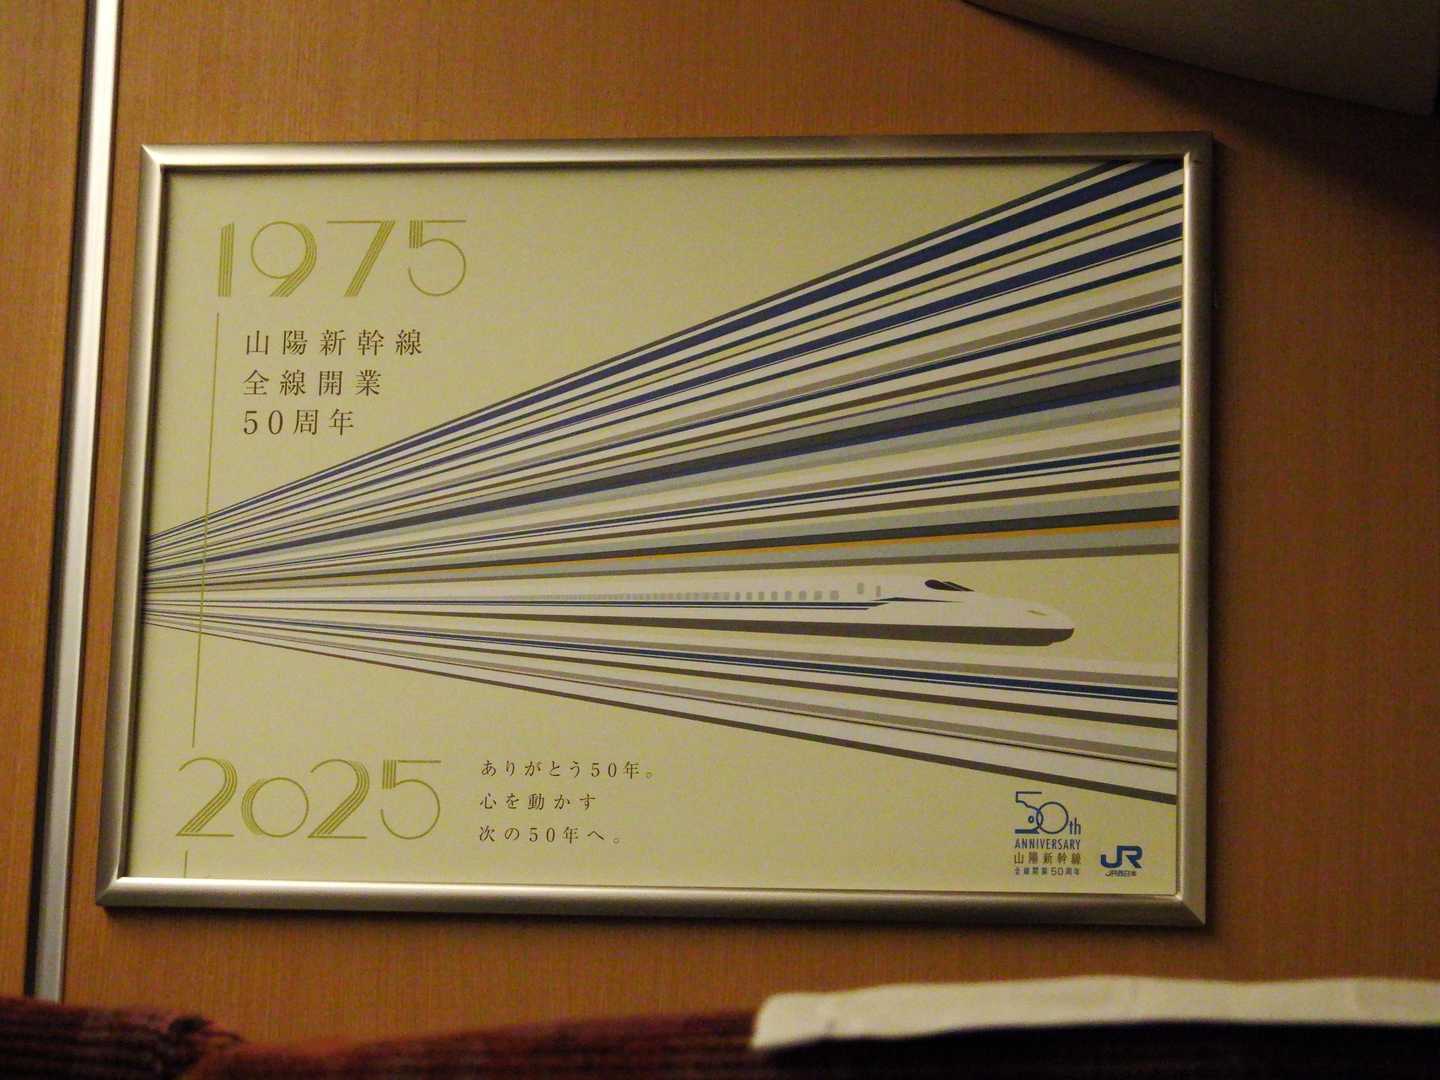 1975
山陽新幹線
全線開業
50周年
2025
ありがとう50年。
心を動かす
次の50年へ。
50th
ANNIVERSARY
山陽新幹線
全線開業50周年
JR
JR西日本